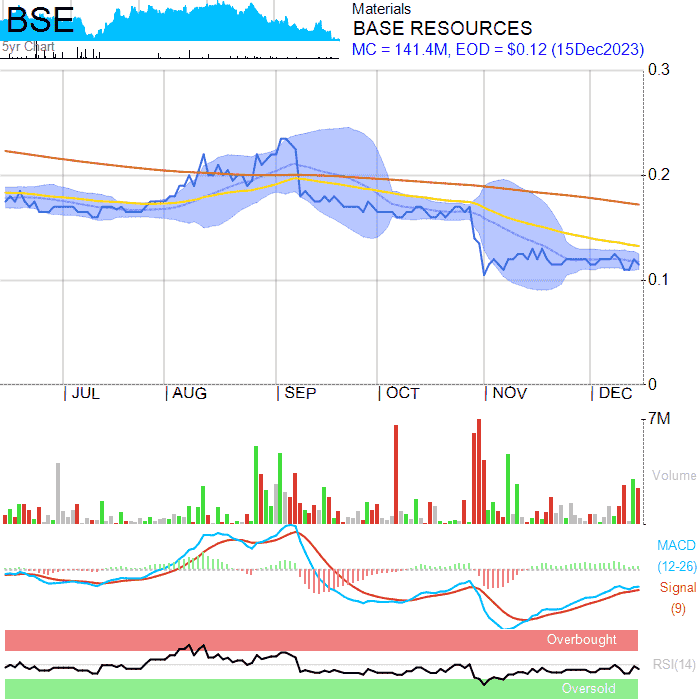 BSE
5yr Chart
Materials
BASE RESOURCES
MC = 141.4M, EOD = $0.12 (15Dec2023)
0.3
0.2
0.1
0
JUL AUG SEP OCT NOV DEC
7M
Volume
MACD
(12-26)
Signal
(9)
Overbought
RSI(14)
Oversold